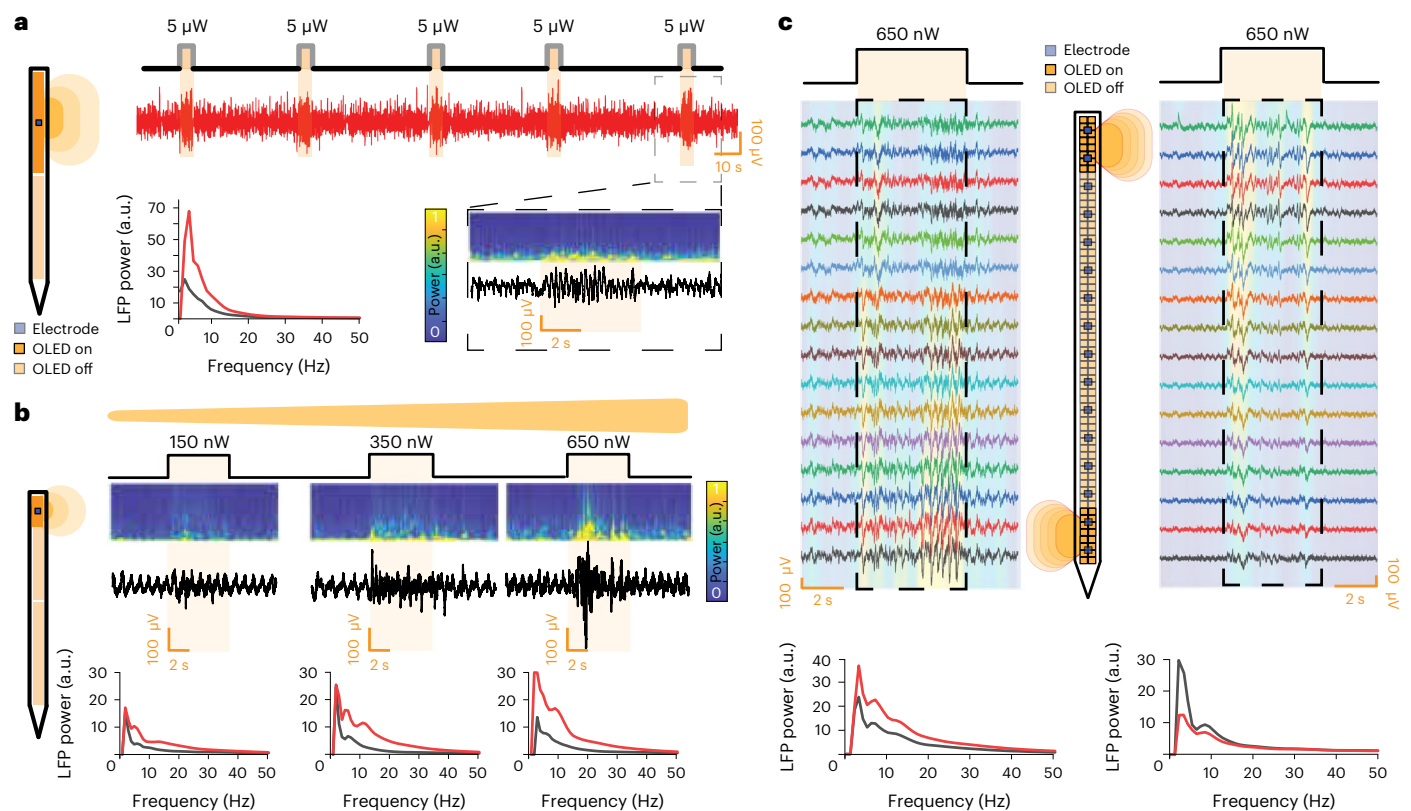 a
5 µW 5 µW 5 µW 5 µW 5 µW
100 µV
10 s
LFP power (a.u.)
70
50
30
10
0 10 20 30 40 50
Frequency (Hz)
1
Power (a.u.)
0
100 µV
2 s
Electrode
OLED on
OLED off
b
150 nW 350 nW 650 nW
1
Power (a.u.)
0
100 µV
2 s
100 µV
2 s
100 µV
2 s
LFP power (a.u.)
30
20
10
0 10 20 30 40 50
Frequency (Hz)
30
20
10
0 10 20 30 40 50
Frequency (Hz)
30
20
10
0 10 20 30 40 50
Frequency (Hz)
c
650 nW
Electrode
OLED on
OLED off
650 nW
100 µV
2 s
2 s
100 µV
LFP power (a.u.)
40
30
20
10
0 10 20 30 40 50
Frequency (Hz)
LFP power (a.u.)
30
20
10
0 10 20 30 40 50
Frequency (Hz)